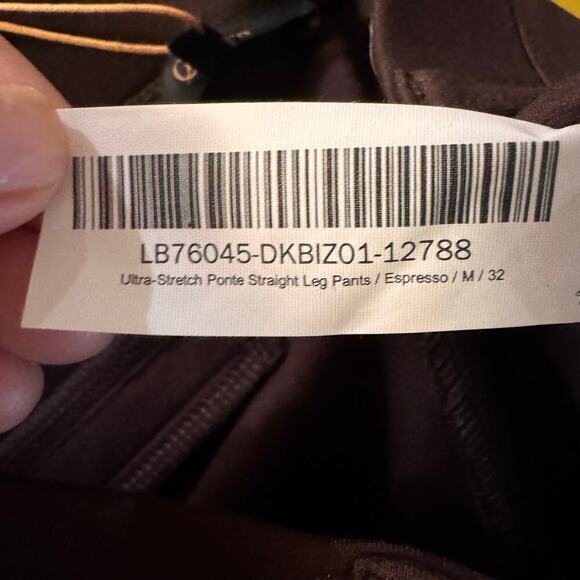 LB76045-DKBIZ01-12788
Ultra-Stretch Ponte Straight Leg Pants / Espresso / M / 32